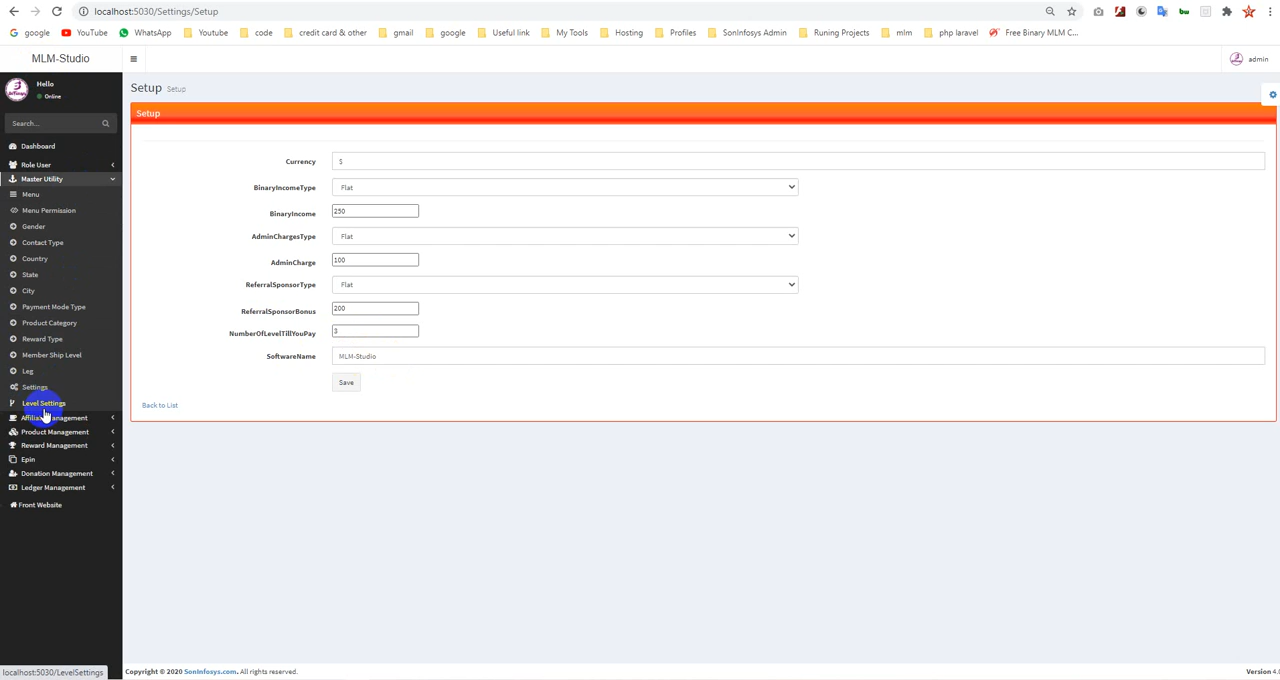 localhost:5030/Settings/Setup
google YouTube WhatsApp Youtube code credit card & other gmail google Useful link My Tools Hosting Profiles SonInfosys Admin Runing Projects mlm php laravel Free Binary MLM C...
MLM-Studio
admin
Hello
Online
Setup Setup
Setup
Search...
Dashboard
Role User
Master Utility
Menu
Menu Permission
Gender
Contact Type
Country
State
City
Payment Mode Type
Product Category
Reward Type
Member Ship Level
Leg
Settings
Level Settings
Product Management
Reward Management
Epin
Donation Management
Ledger Management
Front Website
Currency $
BinaryIncomeType Flat
BinaryIncome 250
AdminChargesType Flat
AdminCharge 100
ReferralSponsorType Flat
ReferralSponsorBonus 200
NumberOfLevelTillYouPay 3
SoftwareName MLM-Studio
Save
Back to List
localhost:5030/LevelSettings
Copyright © 2020 SonInfosys.com. All rights reserved.
Version 4.0